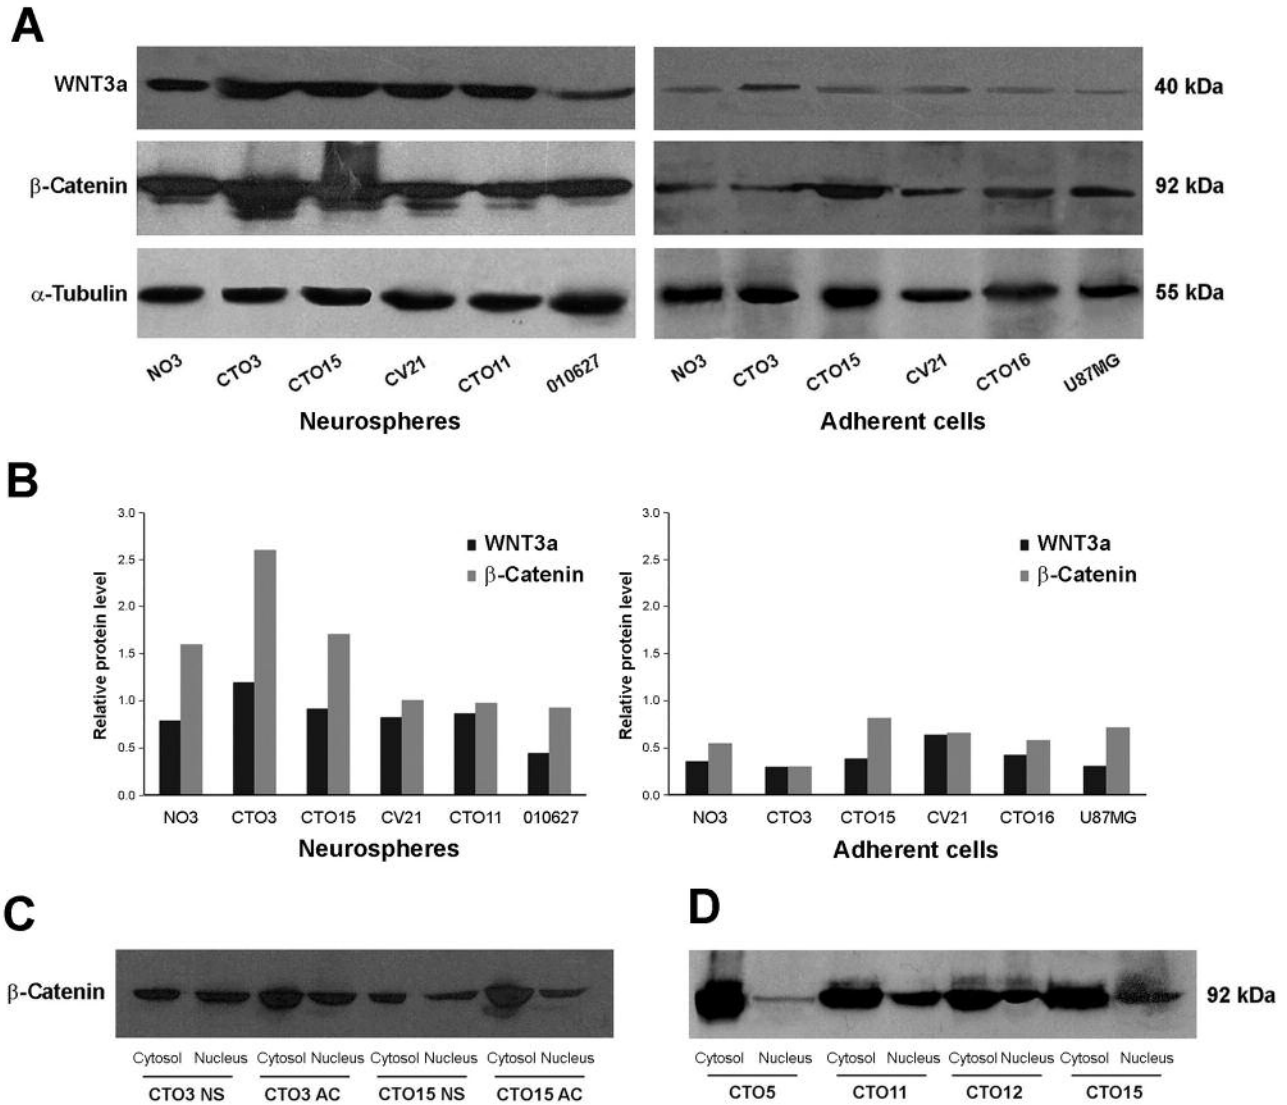 A
WNT3a
40 kDa
β-Catenin
92 kDa
α-Tubulin
55 kDa
NO3 CTO3 CTO15 CV21 CTO11 010627
NO3 CTO3 CTO15 CV21 CTO16 U87MG
Neurospheres
Adherent cells
B
Relative protein level
3.0
2.5
2.0
1.5
1.0
0.5
0.0
WNT3a
β-Catenin
NO3 CTO3 CTO15 CV21 CTO11 010627
Neurospheres
Relative protein level
3.0
2.5
2.0
1.5
1.0
0.5
0.0
WNT3a
β-Catenin
NO3 CTO3 CTO15 CV21 CTO16 U87MG
Adherent cells
C
β-Catenin
Cytosol Nucleus Cytosol Nucleus Cytosol Nucleus Cytosol Nucleus
CTO3 NS CTO3 AC CTO15 NS CTO15 AC
D
92 kDa
Cytosol Nucleus Cytosol Nucleus Cytosol Nucleus Cytosol Nucleus
CTO5 CTO11 CTO12 CTO15